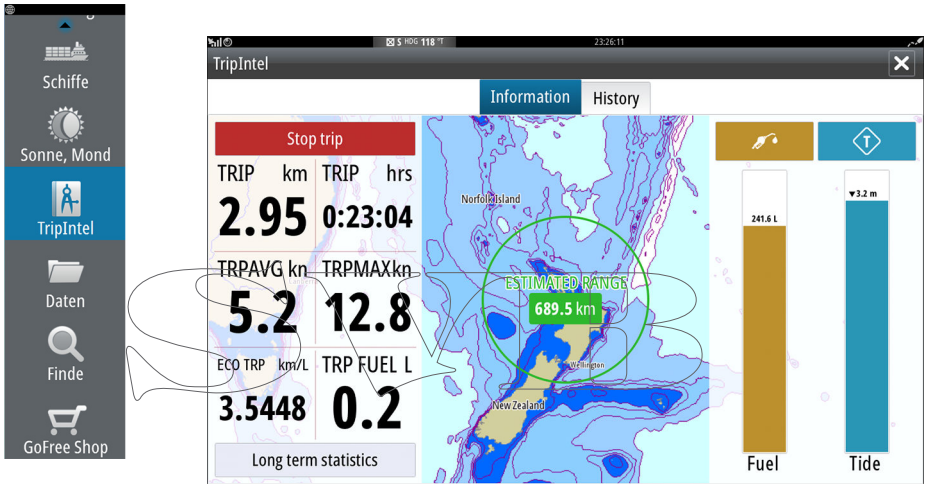 Schiffe
Sonne, Mond
TripIntel
Daten
Finde
GoFree Shop
S HDG 118 °T
23:26:11
TripIntel
Information
History
Stop trip
TRIP km
2.95
TRIP hrs
0:23:04
TRPAVG kn
5.2
TRPMAX kn
12.8
ECO TRP km/L
3.5448
TRP FUEL L
0.2
Long term statistics
Norfolk Island
ESTIMATED RANGE
689.5 km
Wellington
New Zealand
T
241.6 L
▼3.2 m
Fuel
Tide